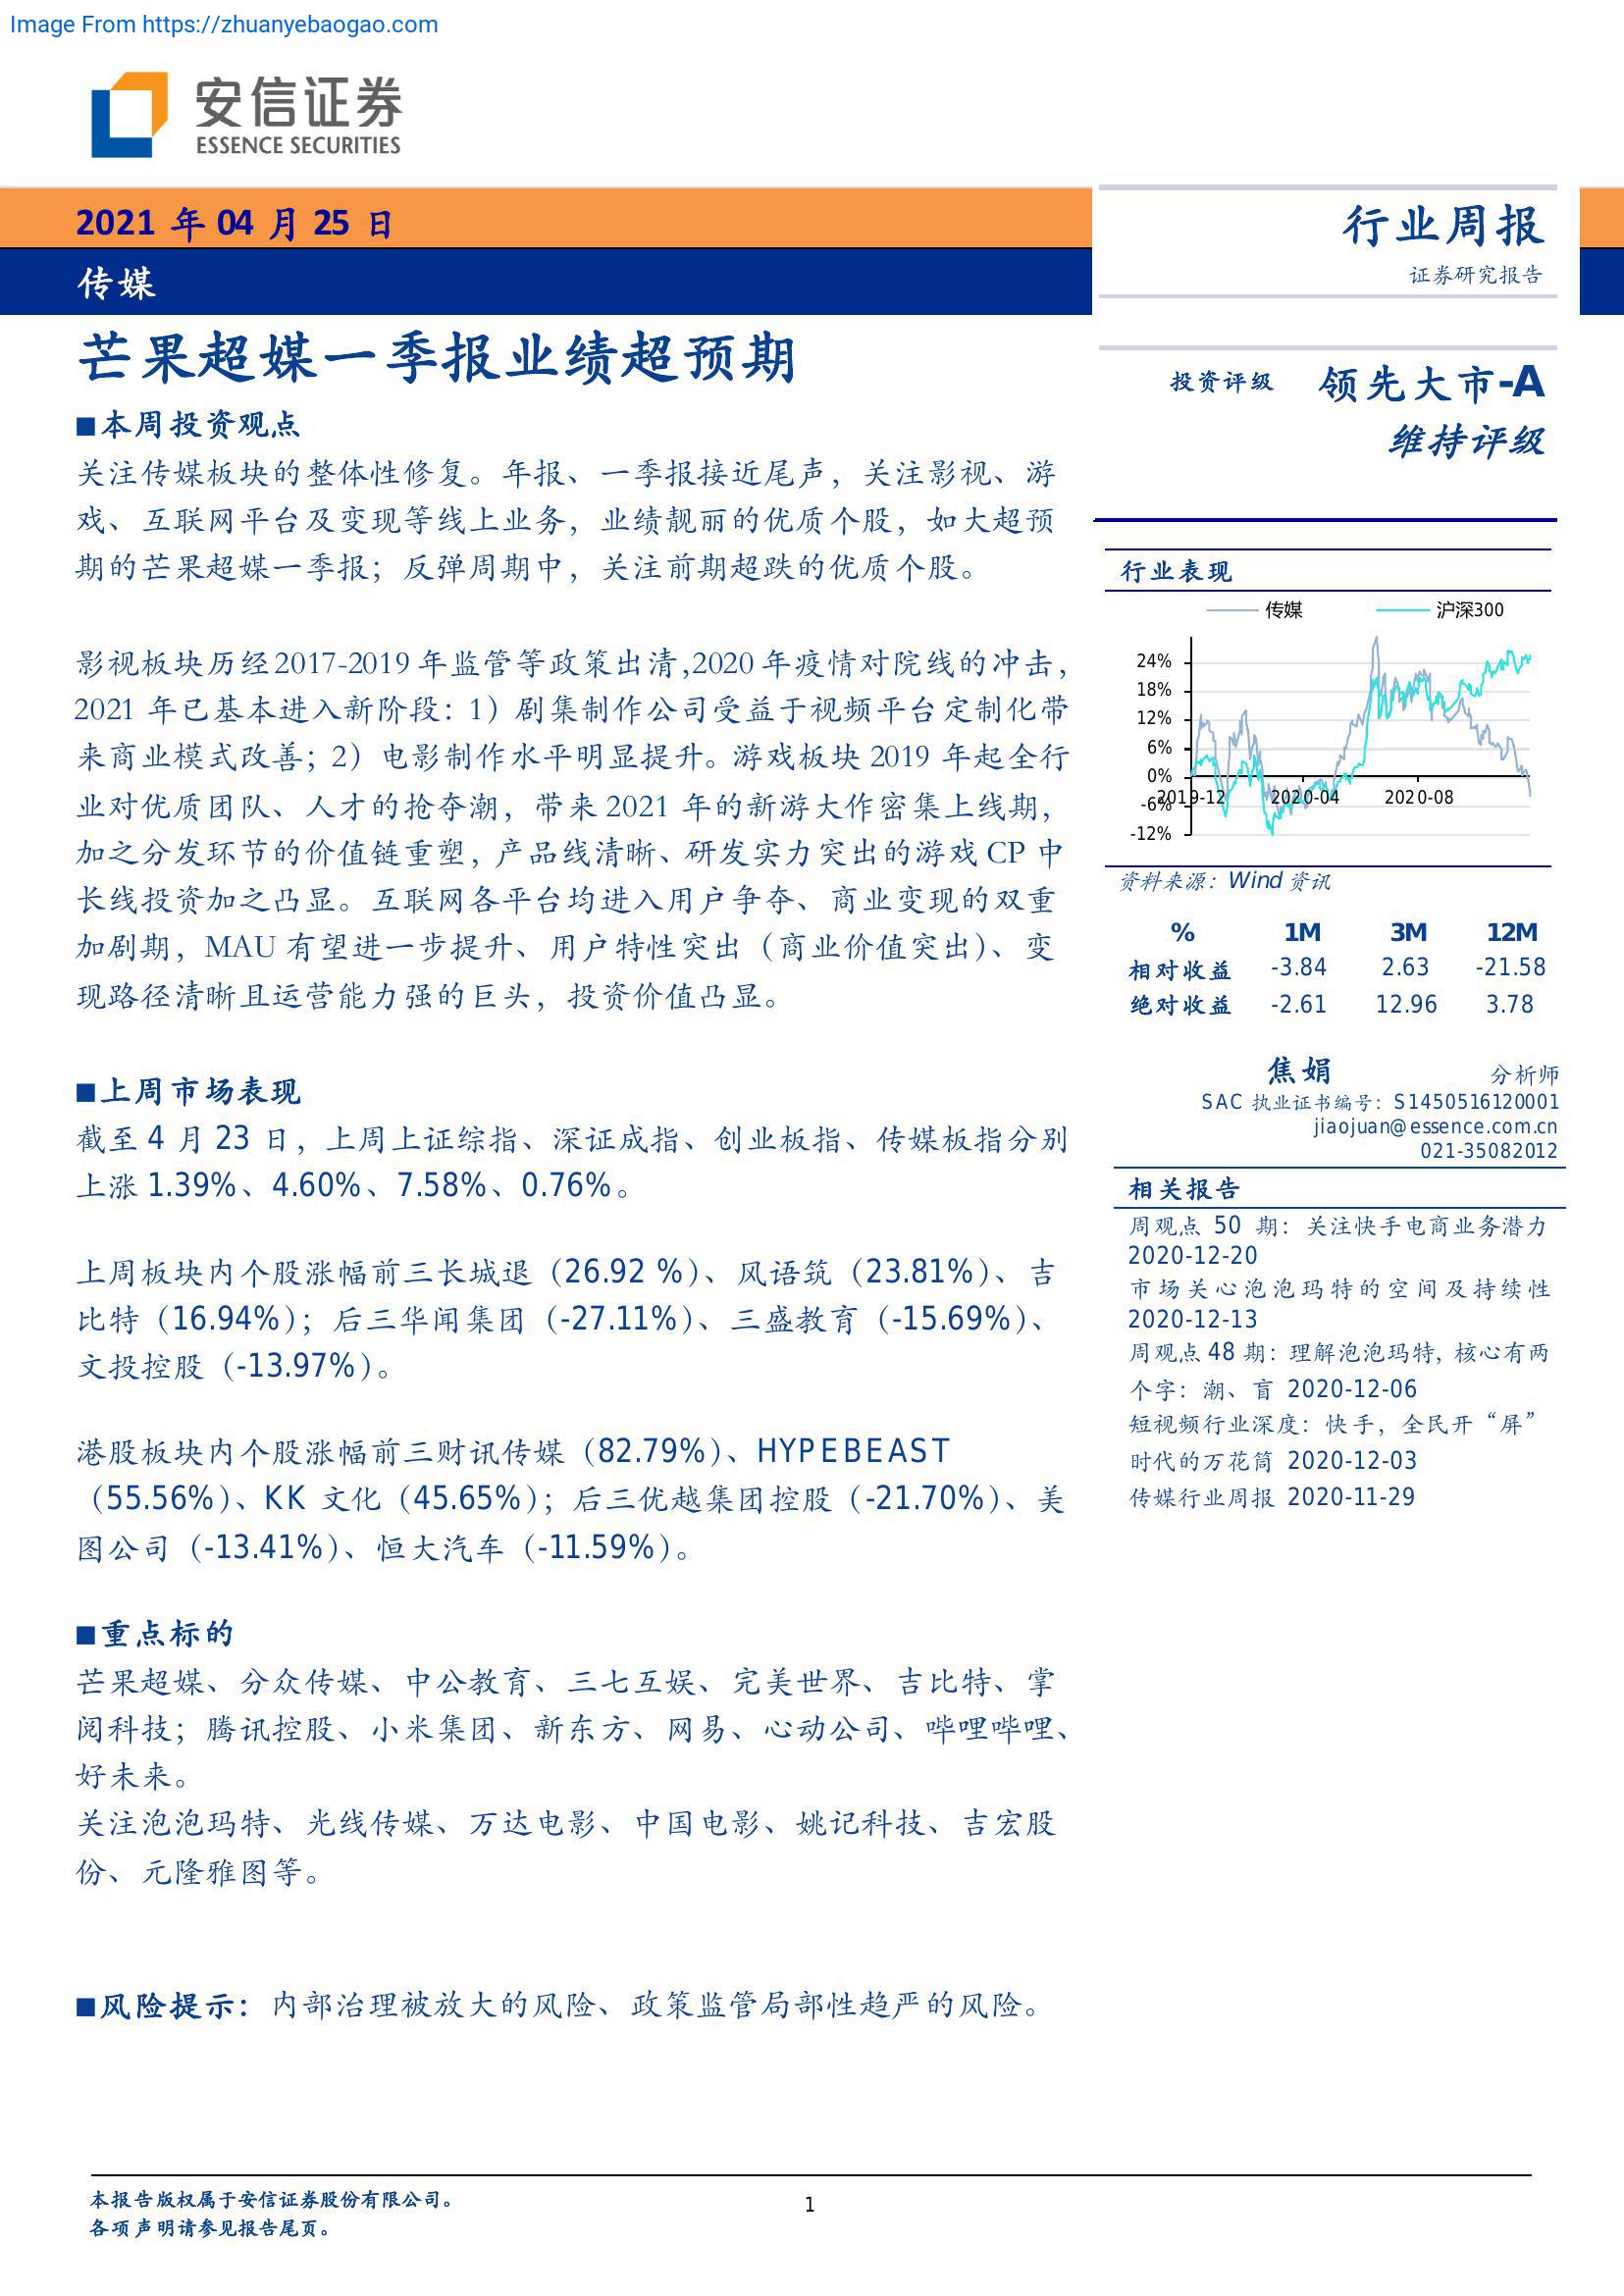 Image From https://zhuanyebaogao.com
安信证券
ESSENCE SECURITIES
2021 年 04 月 25 日
传媒
行业周报
证券研究报告
芒果超媒一季报业绩超预期
■本周投资观点
关注传媒板块的整体性修复。年报、一季报接近尾声，关注影视、游
戏、互联网平台及变现等线上业务，业绩靓丽的优质个股，如大超预
期的芒果超媒一季报；反弹周期中，关注前期超跌的优质个股。
影视板块历经 2017-2019 年监管等政策出清,2020 年疫情对院线的冲击，
2021 年已基本进入新阶段：1）剧集制作公司受益于视频平台定制化带
来商业模式改善；2）电影制作水平明显提升。游戏板块 2019 年起全行
业对优质团队、人才的抢夺潮，带来 2021 年的新游大作密集上线期，
加之分发环节的价值链重塑，产品线清晰、研发实力突出的游戏 CP 中
长线投资加之凸显。互联网各平台均进入用户争夺、商业变现的双重
加剧期，MAU 有望进一步提升、用户特性突出（商业价值突出）、变
现路径清晰且运营能力强的巨头，投资价值凸显。
■上周市场表现
截至 4 月 23 日，上周上证综指、深证成指、创业板指、传媒板指分别
上涨 1.39%、4.60%、7.58%、0.76%。
上周板块内个股涨幅前三长城退（26.92 %）、风语筑（23.81%）、吉
比特（16.94%）；后三华闻集团（-27.11%）、三盛教育（-15.69%）、
文投控股（-13.97%）。
港股板块内个股涨幅前三财讯传媒（82.79%）、HYPEBEAST
（55.56%）、KK 文化（45.65%）；后三优越集团控股（-21.70%）、美
图公司（-13.41%）、恒大汽车（-11.59%）。
■重点标的
芒果超媒、分众传媒、中公教育、三七互娱、完美世界、吉比特、掌
阅科技；腾讯控股、小米集团、新东方、网易、心动公司、哔哩哔哩、
好未来。
关注泡泡玛特、光线传媒、万达电影、中国电影、姚记科技、吉宏股
份、元隆雅图等。
■风险提示：内部治理被放大的风险、政策监管局部性趋严的风险。
投资评级 领先大市-A
维持评级
行业表现
传媒 沪深300
24%
18%
12%
6%
0%
-6%
-12%
2019-12 2020-04 2020-08
资料来源：Wind 资讯
% 1M 3M 12M
相对收益 -3.84 2.63 -21.58
绝对收益 -2.61 12.96 3.78
焦娟 分析师
SAC 执业证书编号：S1450516120001
jiaojuan@essence.com.cn
021-35082012
相关报告
周观点 50 期：关注快手电商业务潜力
2020-12-20
市场关心泡泡玛特的空间及持续性
2020-12-13
周观点 48 期：理解泡泡玛特，核心有两
个字：潮、盲 2020-12-06
短视频行业深度：快手，全民开“屏”
时代的万花筒 2020-12-03
传媒行业周报 2020-11-29
本报告版权属于安信证券股份有限公司。
各项声明请参见报告尾页。
1